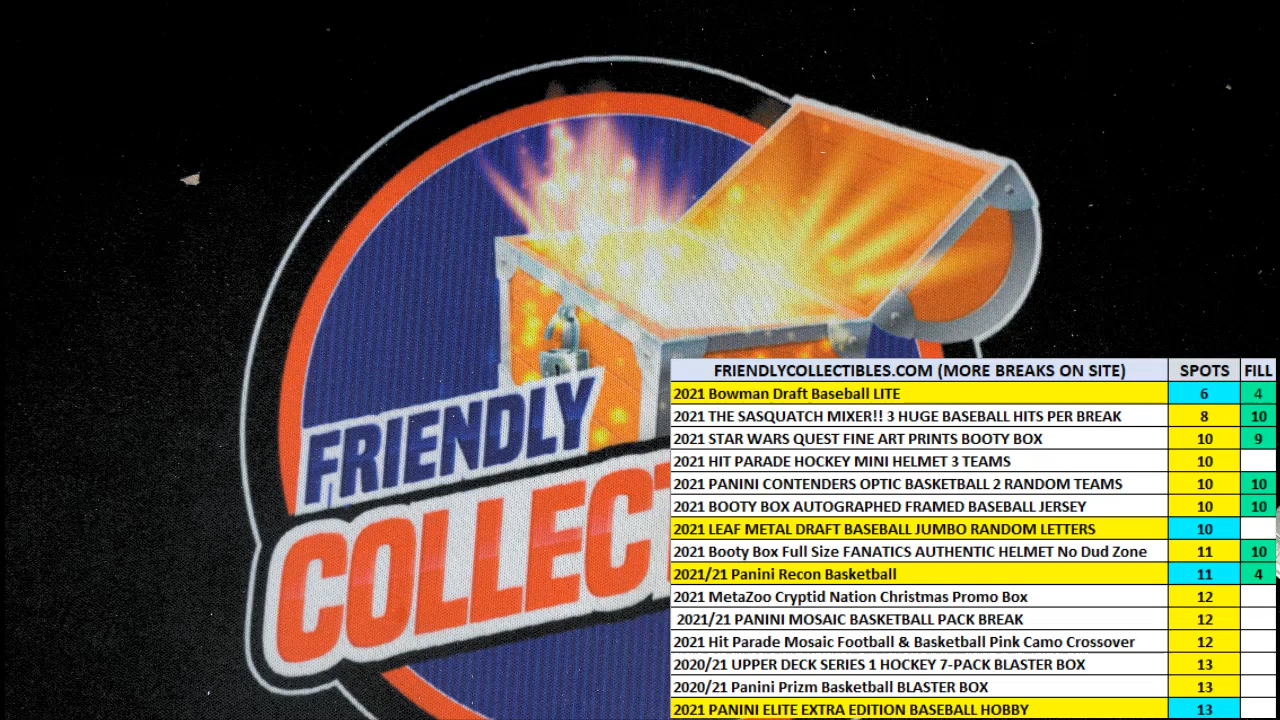 FRIENDLY
COLLECT
FRIENDLYCOLLECTIBLES.COM (MORE BREAKS ON SITE) SPOTS FILL
2021 Bowman Draft Baseball LITE 6 4
2021 THE SASQUATCH MIXER!! 3 HUGE BASEBALL HITS PER BREAK 8 10
2021 STAR WARS QUEST FINE ART PRINTS BOOTY BOX 10 9
2021 HIT PARADE HOCKEY MINI HELMET 3 TEAMS 10
2021 PANINI CONTENDERS OPTIC BASKETBALL 2 RANDOM TEAMS 10 10
2021 BOOTY BOX AUTOGRAPHED FRAMED BASEBALL JERSEY 10 10
2021 LEAF METAL DRAFT BASEBALL JUMBO RANDOM LETTERS 10
2021 Booty Box Full Size FANATICS AUTHENTIC HELMET No Dud Zone 11 10
2021/21 Panini Recon Basketball 11 4
2021 MetaZoo Cryptid Nation Christmas Promo Box 12
2021/21 PANINI MOSAIC BASKETBALL PACK BREAK 12
2021 Hit Parade Mosaic Football & Basketball Pink Camo Crossover 12
2020/21 UPPER DECK SERIES 1 HOCKEY 7-PACK BLASTER BOX 13
2020/21 Panini Prizm Basketball BLASTER BOX 13
2021 PANINI ELITE EXTRA EDITION BASEBALL HOBBY 13